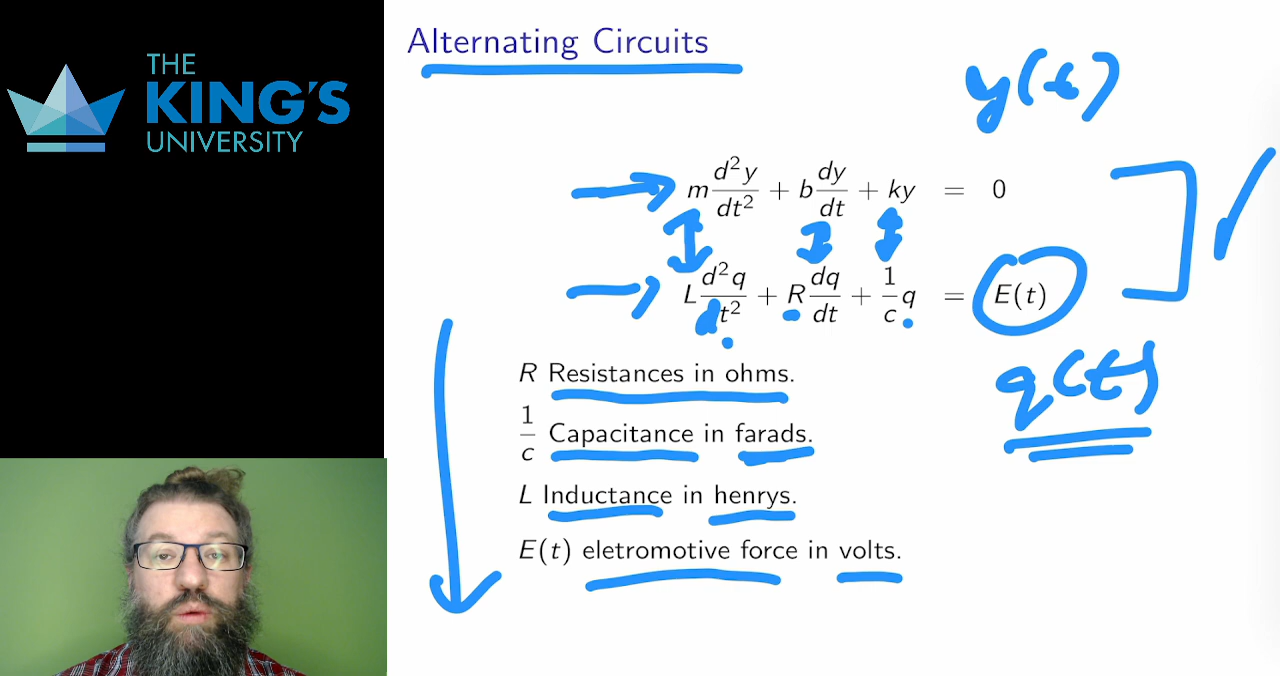 THE
KING'S
UNIVERSITY
Alternating Circuits
y(t)
m d²y/dt² + b dy/dt + ky = 0
L d²q/dt² + R dq/dt + 1/c q = E(t)
q(t)
R Resistances in ohms.
1/c Capacitance in farads.
L Inductance in henrys.
E(t) eletromotive force in volts.